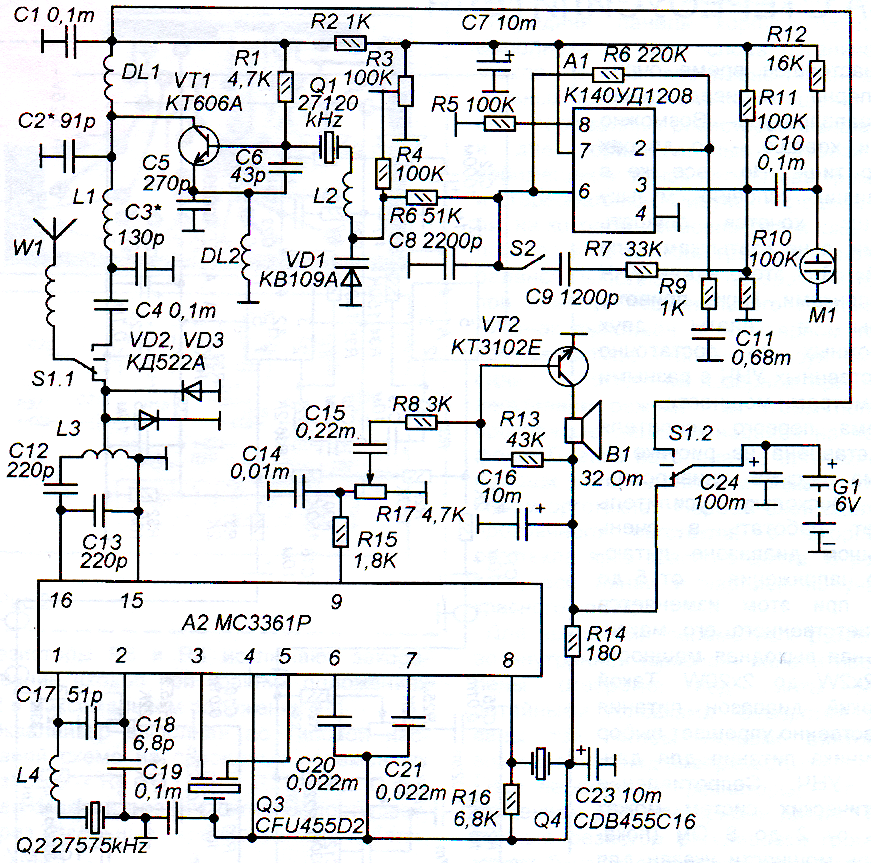 C1 0,1m
R2 1K
C7 10m
R12
16K
DL1
VT1
KT606A
R1
4,7K
Q1
27120
kHz
R3
100K
A1
R6 220K
K140УД1208
R5 100K
8
7
6
2
3
4
R11
100K
C10
0,1m
C2* 91p
C5
270p
C6
43p
R4
100K
L1
L2
R6 51K
C3*
130p
W1
DL2
VD1
KB109A
C8 2200p
S2
R7
33K
R10
100K
C9 1200p
R9
1K
M1
C4 0,1m
VD2, VD3
КД522А
S1.1
VT2
KT3102E
C11
0,68m
L3
C15
0,22m
R8 3K
R13
43K
B1
32 Om
S1.2
C12
220p
C14
0,01m
C16
10m
+
R17 4,7K
C24
100m
+
+
G1
6V
−
C13
220p
R15
1,8K
16
15
9
A2 MC3361P
1
2
3
4
5
6
7
8
R14
180
C17
51p
C18
6,8p
L4
C19
0,1m
C20
0,022m
C21
0,022m
Q3
CFU455D2
R16
6,8K
Q4
+
C23 10m
CDB455C16
Q2 27575kHz